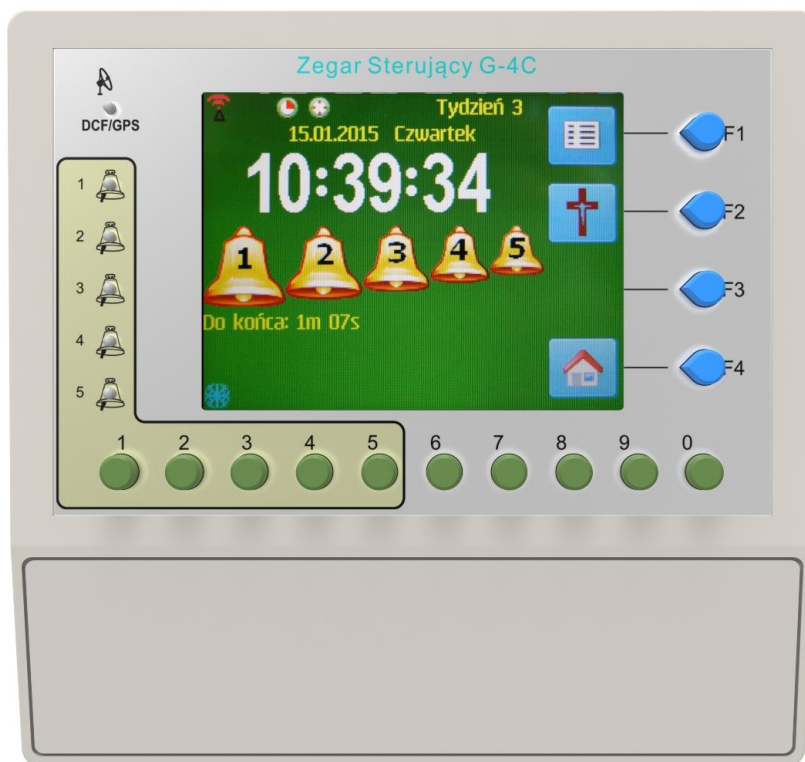 Zegar Sterujący G-4C
DCF/GPS
Tydzień 3
15.01.2015 Czwartek
10:39:34
1 2 3 4 5
Do końca: 1m 07s
F1
F2
F3
F4
1
2
3
4
5
1 2 3 4 5 6 7 8 9 0